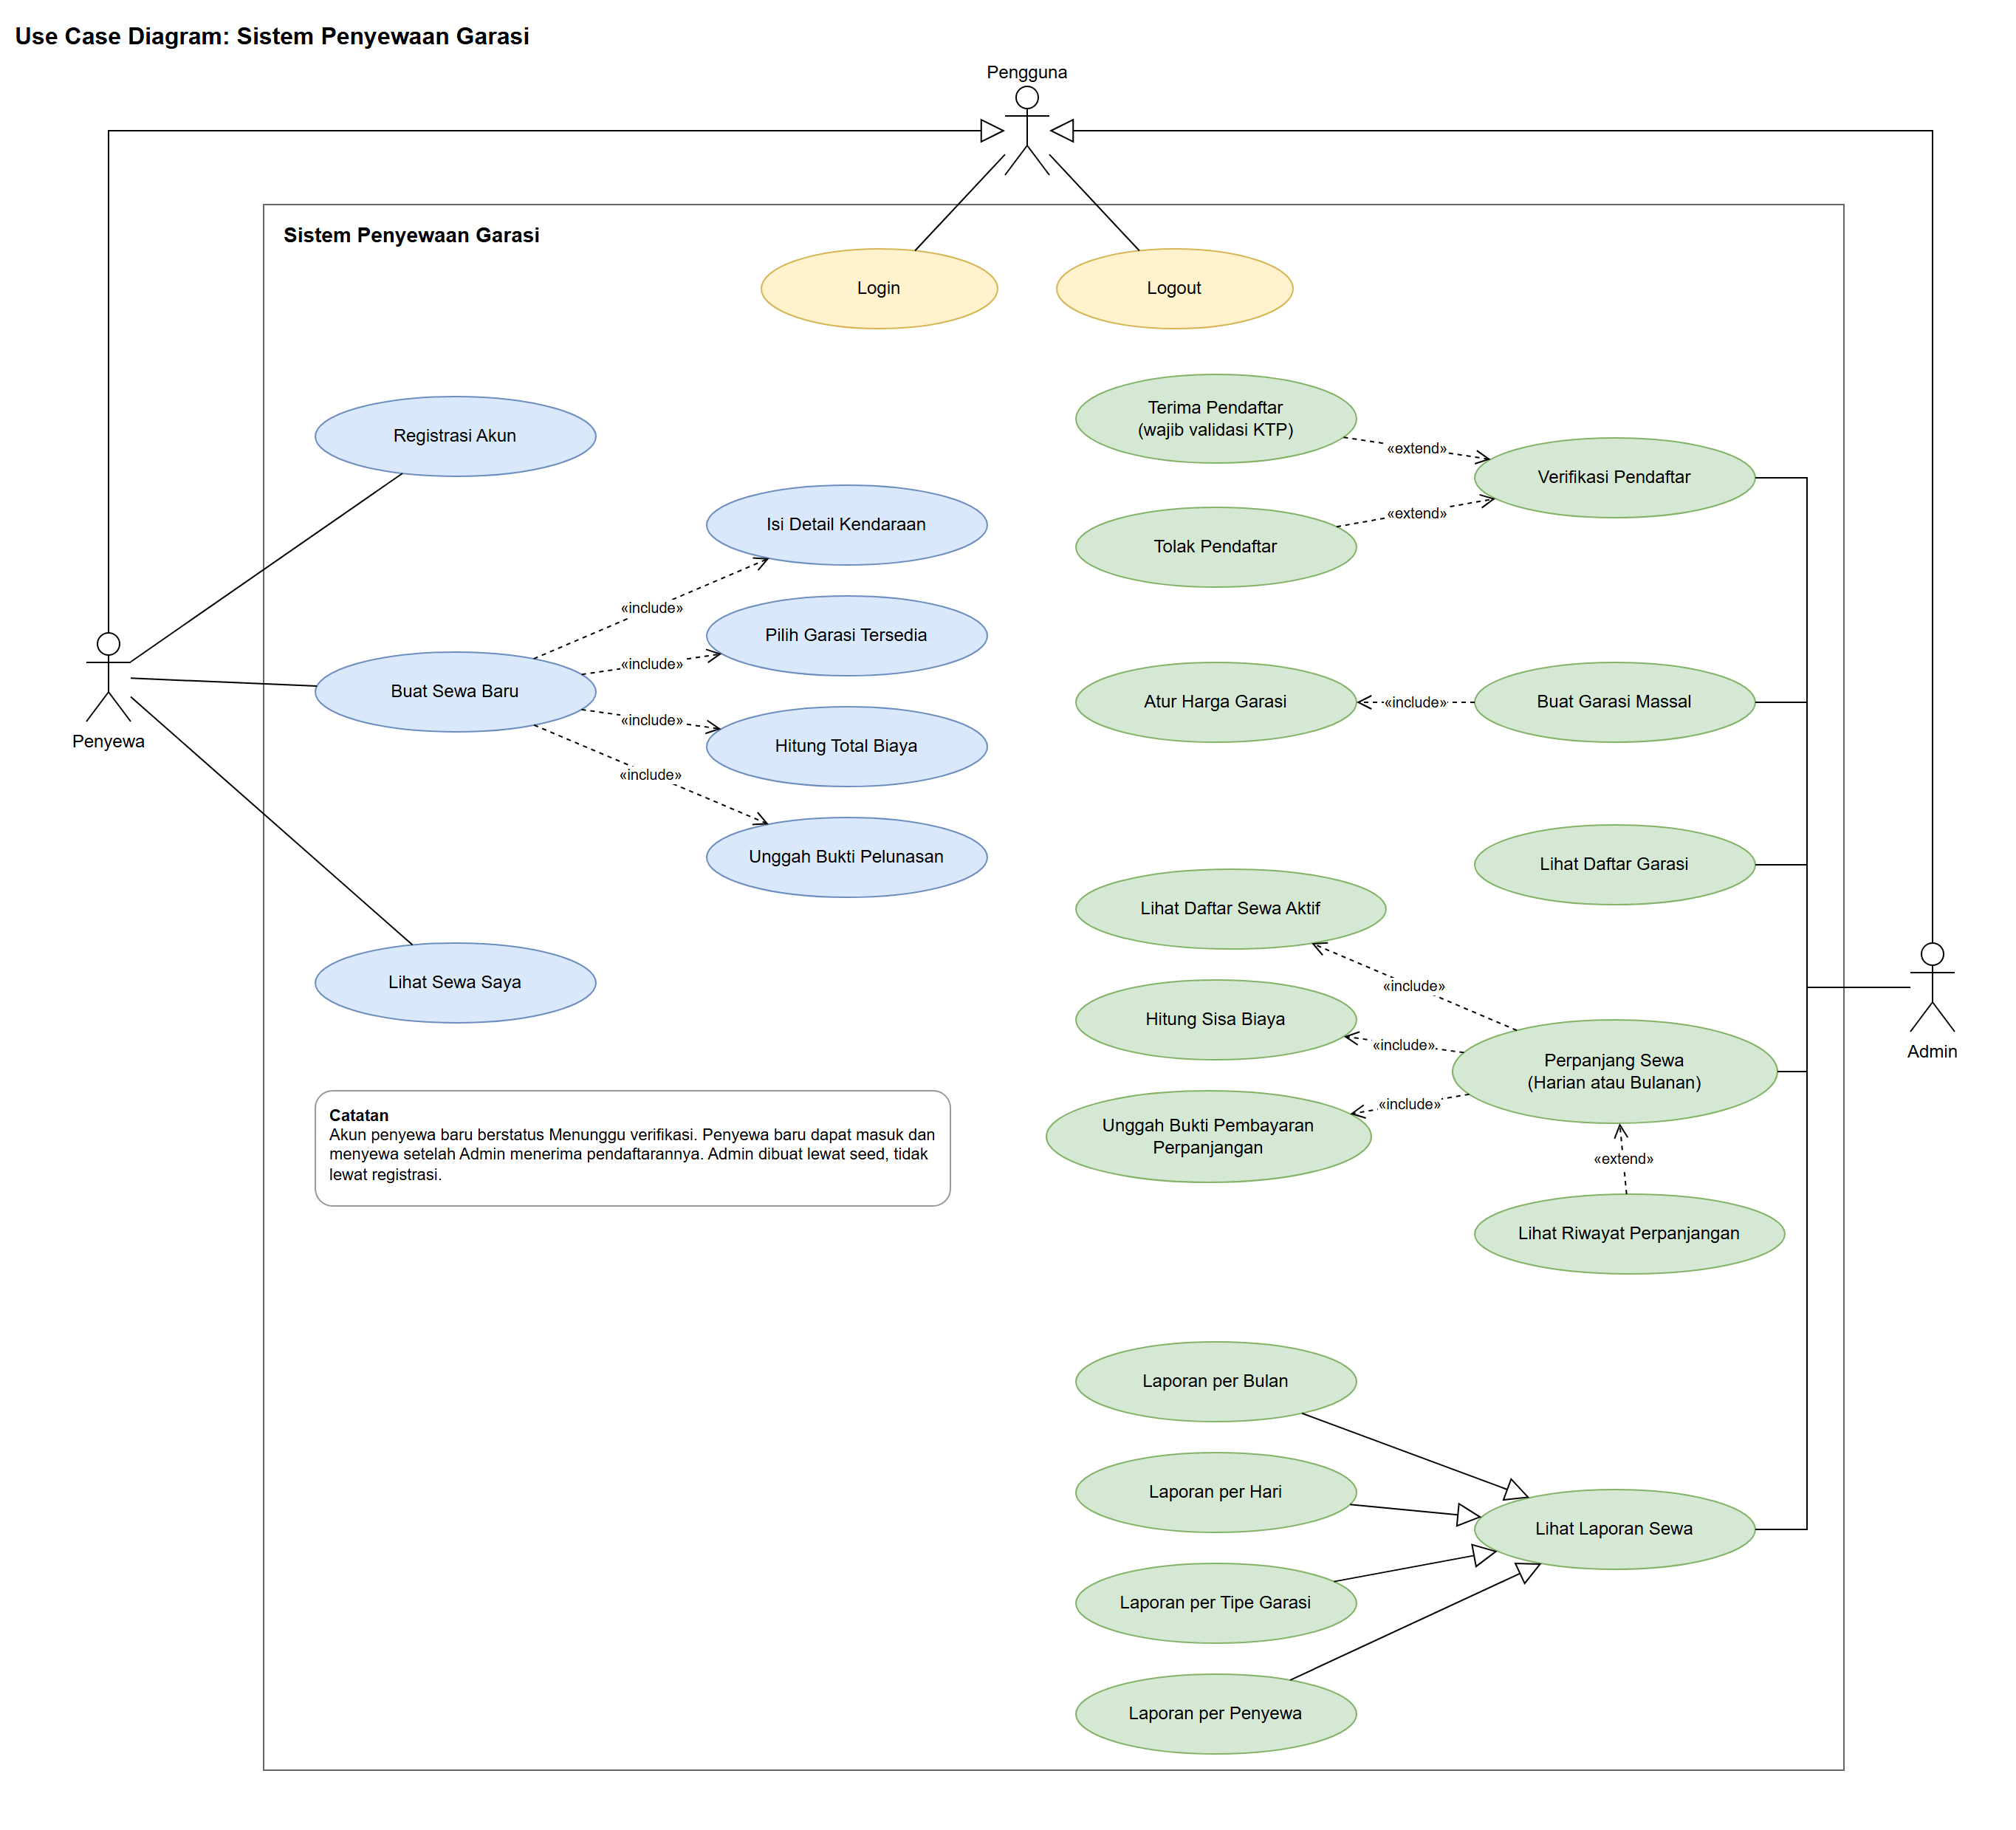 Use Case Diagram: Sistem Penyewaan Garasi
Pengguna
Sistem Penyewaan Garasi
Login
Logout
Registrasi Akun
Terima Pendaftar
(wajib validasi KTP)
«extend»
Verifikasi Pendaftar
«extend»
Tolak Pendaftar
Isi Detail Kendaraan
«include»
Pilih Garasi Tersedia
«include»
Buat Sewa Baru
«include»
Hitung Total Biaya
«include»
Unggah Bukti Pelunasan
Penyewa
Atur Harga Garasi
«include»
Buat Garasi Massal
Lihat Daftar Garasi
Lihat Daftar Sewa Aktif
Lihat Sewa Saya
«include»
Hitung Sisa Biaya
«include»
Perpanjang Sewa
(Harian atau Bulanan)
Admin
«include»
Unggah Bukti Pembayaran
Perpanjangan
«extend»
Lihat Riwayat Perpanjangan
Catatan
Akun penyewa baru berstatus Menunggu verifikasi. Penyewa baru dapat masuk dan
menyewa setelah Admin menerima pendaftarannya. Admin dibuat lewat seed, tidak
lewat registrasi.
Laporan per Bulan
Laporan per Hari
Lihat Laporan Sewa
Laporan per Tipe Garasi
Laporan per Penyewa